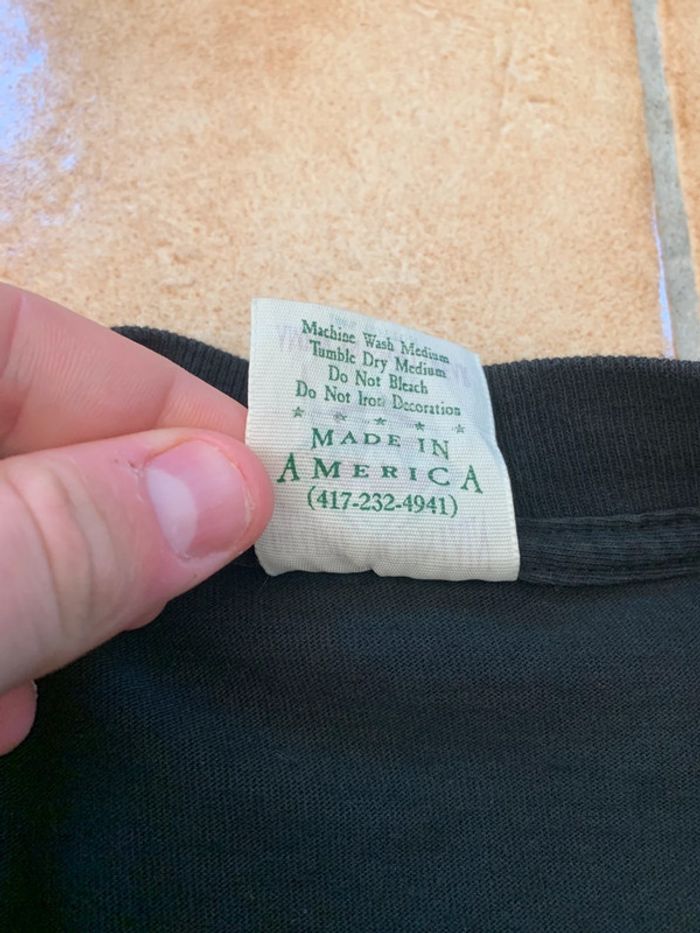 Machine Wash Medium
Tumble Dry Medium
Do Not Bleach
Do Not Iron Decoration
MADE IN
AMERICA
(417-232-4941)